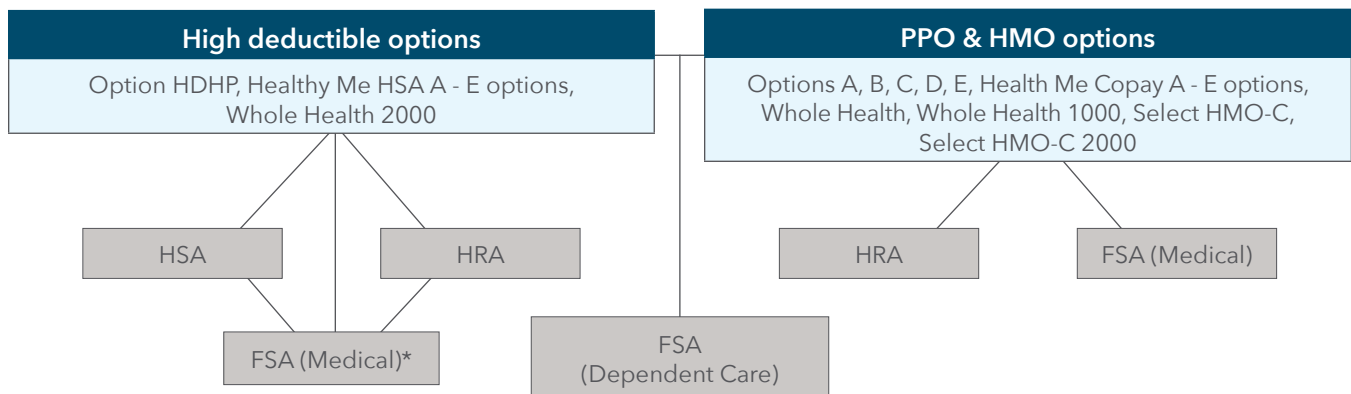 High deductible options
Option HDHP, Healthy Me HSA A - E options,
Whole Health 2000
PPO & HMO options
Options A, B, C, D, E, Health Me Copay A - E options,
Whole Health, Whole Health 1000, Select HMO-C,
Select HMO-C 2000
HSA
HRA
HRA
FSA (Medical)
FSA (Medical)*
FSA
(Dependent Care)